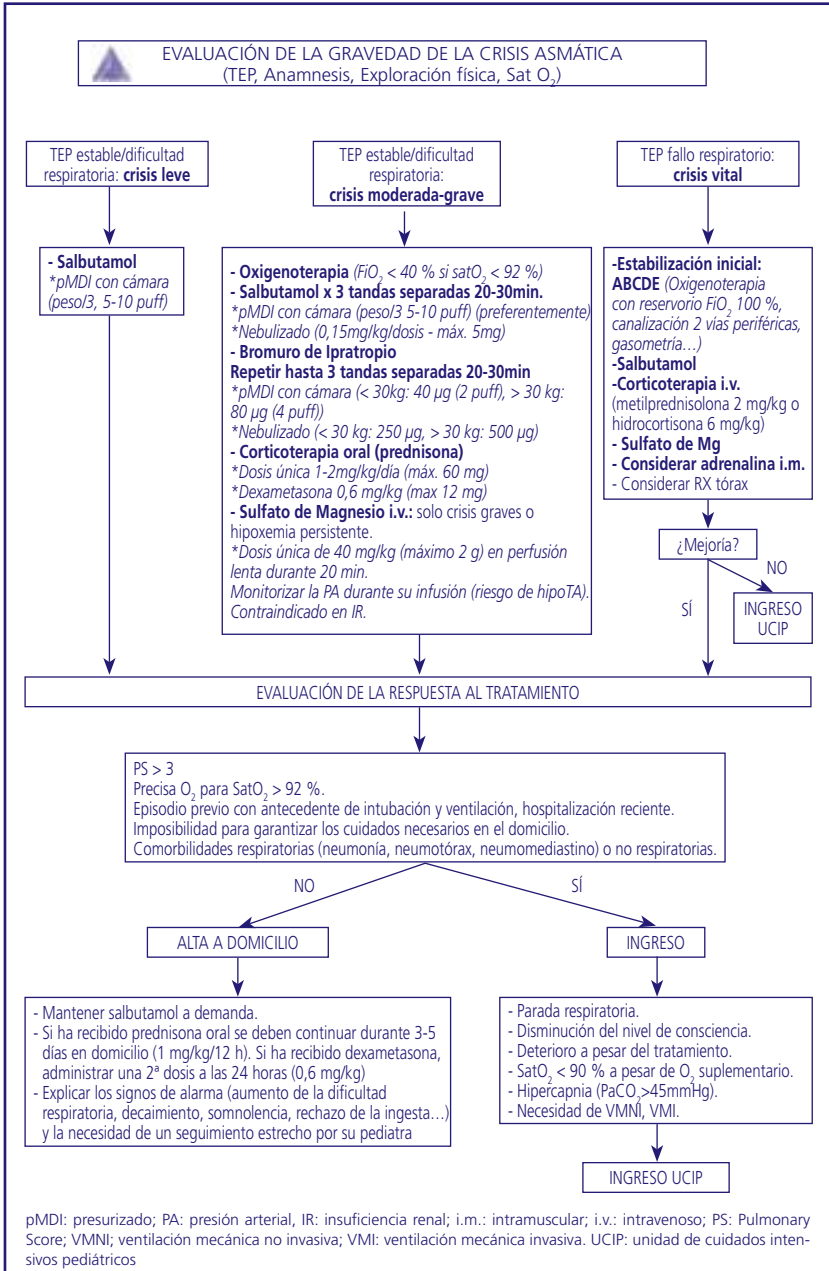 EVALUACIÓN DE LA GRAVEDAD DE LA CRISIS ASMÁTICA
(TEP, Anamnesis, Exploración física, Sat O₂)
TEP estable/dificultad
respiratoria: crisis leve
TEP estable/dificultad
respiratoria:
crisis moderada-grave
TEP fallo respiratorio:
crisis vital
- Salbutamol
*pMDI con cámara
(peso/3, 5-10 puff)
- Oxigenoterapia (FiO₂ < 40 % si satO₂ < 92 %)
- Salbutamol x 3 tandas separadas 20-30min.
*pMDI con cámara (peso/3 5-10 puff) (preferentemente)
*Nebulizado (0,15mg/kg/dosis - máx. 5mg)
- Bromuro de Ipratropio
Repetir hasta 3 tandas separadas 20-30min
*pMDI con cámara (< 30kg: 40 µg (2 puff), > 30 kg:
80 µg (4 puff))
*Nebulizado (< 30 kg: 250 µg, > 30 kg: 500 µg)
- Corticoterapia oral (prednisona)
*Dosis única 1-2mg/kg/día (máx. 60 mg)
*Dexametasona 0,6 mg/kg (max 12 mg)
- Sulfato de Magnesio i.v.: solo crisis graves o
hipoxemia persistente.
*Dosis única de 40 mg/kg (máximo 2 g) en perfusión
lenta durante 20 min.
Monitorizar la PA durante su infusión (riesgo de hipoTA).
Contraindicado en IR.
-Estabilización inicial:
ABCDE (Oxigenoterapia
con reservorio FiO₂ 100 %,
canalización 2 vías periféricas,
gasometría…)
-Salbutamol
-Corticoterapia i.v.
(metilprednisolona 2 mg/kg o
hidrocortisona 6 mg/kg)
- Sulfato de Mg
- Considerar adrenalina i.m.
- Considerar RX tórax
¿Mejoría?
NO
SÍ
INGRESO
UCIP
EVALUACIÓN DE LA RESPUESTA AL TRATAMIENTO
PS > 3
Precisa O₂ para SatO₂ > 92 %.
Episodio previo con antecedente de intubación y ventilación, hospitalización reciente.
Imposibilidad para garantizar los cuidados necesarios en el domicilio.
Comorbilidades respiratorias (neumonía, neumotórax, neumomediastino) o no respiratorias.
NO
SÍ
ALTA A DOMICILIO
INGRESO
- Mantener salbutamol a demanda.
- Si ha recibido prednisona oral se deben continuar durante 3-5
días en domicilio (1 mg/kg/12 h). Si ha recibido dexametasona,
administrar una 2ª dosis a las 24 horas (0,6 mg/kg)
- Explicar los signos de alarma (aumento de la dificultad
respiratoria, decaimiento, somnolencia, rechazo de la ingesta…)
y la necesidad de un seguimiento estrecho por su pediatra
- Parada respiratoria.
- Disminución del nivel de consciencia.
- Deterioro a pesar del tratamiento.
- SatO₂ < 90 % a pesar de O₂ suplementario.
- Hipercapnia (PaCO₂>45mmHg).
- Necesidad de VMNI, VMI.
INGRESO UCIP
pMDI: presurizado; PA: presión arterial, IR: insuficiencia renal; i.m.: intramuscular; i.v.: intravenoso; PS: Pulmonary
Score; VMNI; ventilación mecánica no invasiva; VMI: ventilación mecánica invasiva. UCIP: unidad de cuidados inten-
sivos pediátricos